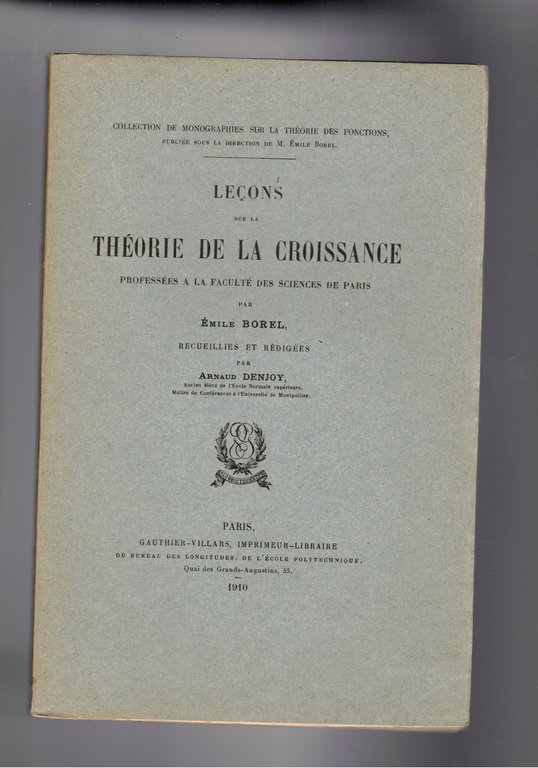 COLLECTION DE MONOGRAPHIES SUR LA THÉORIE DES FONCTIONS,
PUBLIÉE SOUS LA DIRECTION DE M. ÉMILE BOREL.
LEÇONS
SUR LA
THÉORIE DE LA CROISSANCE
PROFESSÉES A LA FACULTÉ DES SCIENCES DE PARIS
PAR
ÉMILE BOREL,
RECUEILLIES ET RÉDIGÉES
PAR
ARNAUD DENJOY,
Ancien élève de l'École Normale supérieure,
Maître de Conférences à l'Université de Montpellier.
PARIS,
GAUTHIER-VILLARS, IMPRIMEUR-LIBRAIRE
DU BUREAU DES LONGITUDES, DE L'ÉCOLE POLYTECHNIQUE,
Quai des Grands-Augustins, 55.
1910